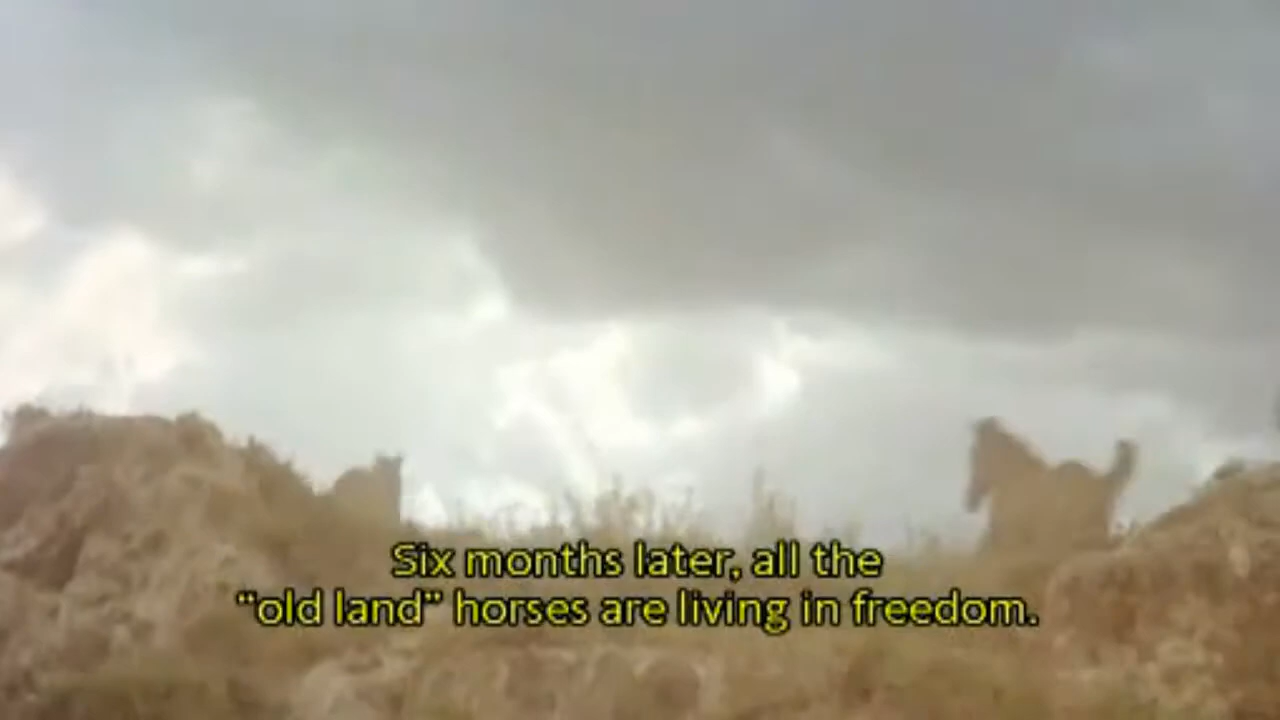 Six months later, all the
“old land” horses are living in freedom.